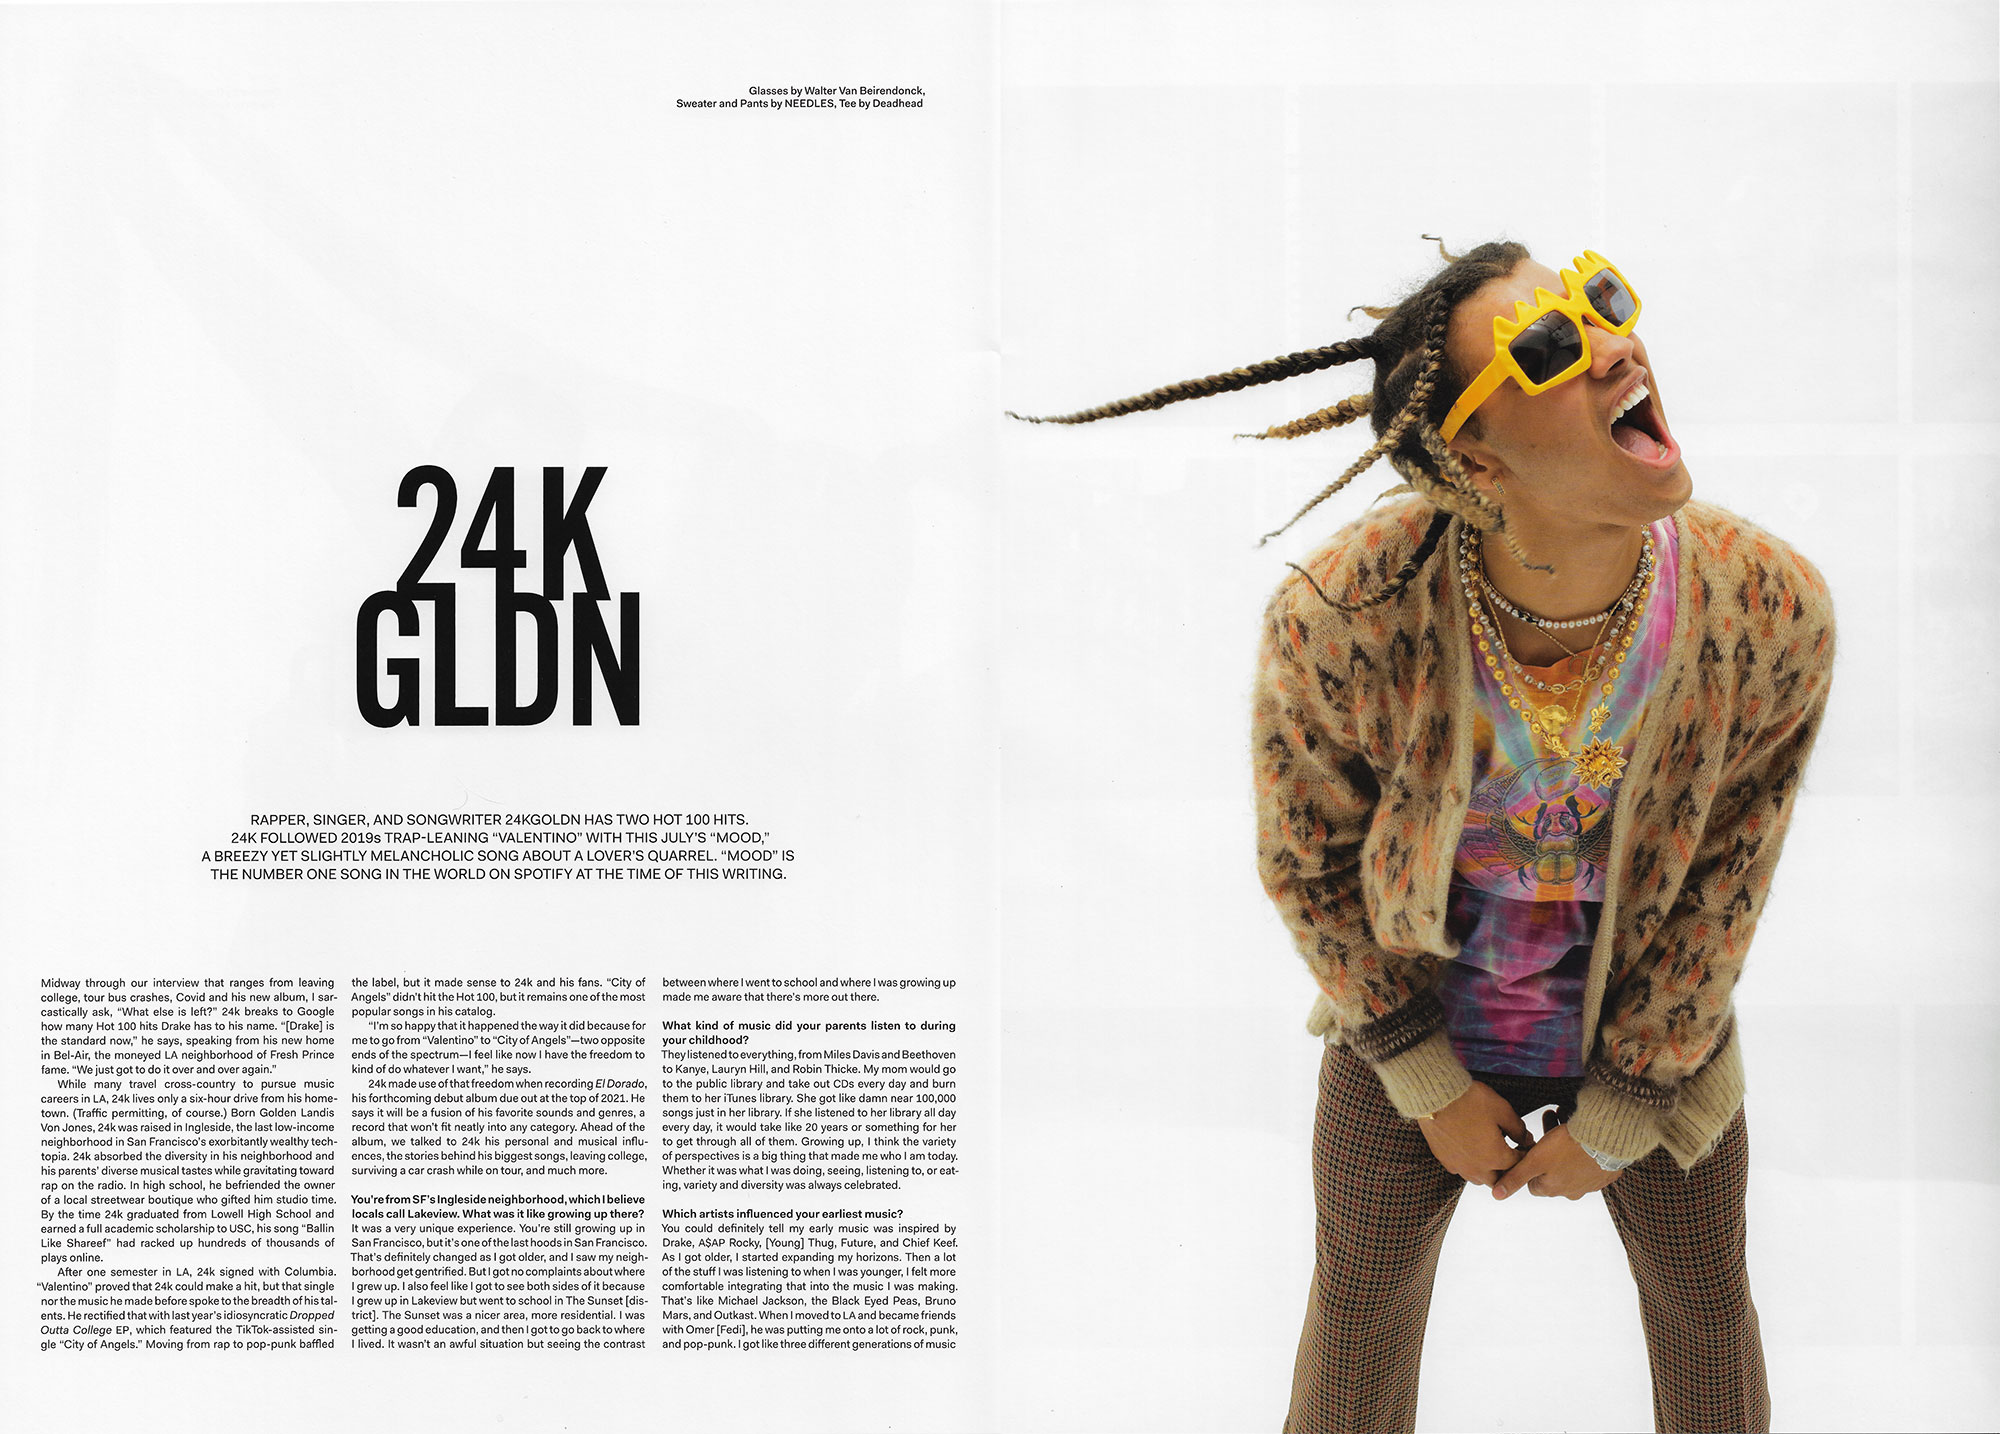 Glasses by Walter Van Beirendonck,
Sweater and Pants by NEEDLES, Tee by Deadhead
24K
GLDN
RAPPER, SINGER, AND SONGWRITER 24KGOLDN HAS TWO HOT 100 HITS.
24K FOLLOWED 2019s TRAP-LEANING “VALENTINO” WITH THIS JULY’S “MOOD,”
A BREEZY YET SLIGHTLY MELANCHOLIC SONG ABOUT A LOVER’S QUARREL. “MOOD” IS
THE NUMBER ONE SONG IN THE WORLD ON SPOTIFY AT THE TIME OF THIS WRITING.
Midway through our interview that ranges from leaving
college, tour bus crashes, Covid and his new album, I sar-
castically ask, “What else is left?” 24k breaks to Google
how many Hot 100 hits Drake has to his name. “[Drake] is
the standard now,” he says, speaking from his new home
in Bel-Air, the moneyed LA neighborhood of Fresh Prince
fame. “We just got to do it over and over again.”
While many travel cross-country to pursue music
careers in LA, 24k lives only a six-hour drive from his home-
town. (Traffic permitting, of course.) Born Golden Landis
Von Jones, 24k was raised in Ingleside, the last low-income
neighborhood in San Francisco’s exorbitantly wealthy tech-
topia. 24k absorbed the diversity in his neighborhood and
his parents’ diverse musical tastes while gravitating toward
rap on the radio. In high school, he befriended the owner
of a local streetwear boutique who gifted him studio time.
By the time 24k graduated from Lowell High School and
earned a full academic scholarship to USC, his song “Ballin
Like Shareef” had racked up hundreds of thousands of
plays online.
After one semester in LA, 24k signed with Columbia.
“Valentino” proved that 24k could make a hit, but that single
nor the music he made before spoke to the breadth of his tal-
ents. He rectified that with last year’s idiosyncratic Dropped
Outta College EP, which featured the TikTok-assisted sin-
gle “City of Angels.” Moving from rap to pop-punk baffled
the label, but it made sense to 24k and his fans. “City of
Angels” didn’t hit the Hot 100, but it remains one of the most
popular songs in his catalog.
“I’m so happy that it happened the way it did because for
me to go from “Valentino” to “City of Angels”—two opposite
ends of the spectrum—I feel like now I have the freedom to
kind of do whatever I want,” he says.
24k made use of that freedom when recording El Dorado,
his forthcoming debut album due out at the top of 2021. He
says it will be a fusion of his favorite sounds and genres, a
record that won’t fit neatly into any category. Ahead of the
album, we talked to 24k his personal and musical influ-
ences, the stories behind his biggest songs, leaving college,
surviving a car crash while on tour, and much more.
You’re from SF’s Ingleside neighborhood, which I believe
locals call Lakeview. What was it like growing up there?
It was a very unique experience. You’re still growing up in
San Francisco, but it’s one of the last hoods in San Francisco.
That’s definitely changed as I got older, and I saw my neigh-
borhood get gentrified. But I got no complaints about where
I grew up. I also feel like I got to see both sides of it because
I grew up in Lakeview but went to school in The Sunset [dis-
trict]. The Sunset was a nicer area, more residential. I was
getting a good education, and then I got to go back to where
I lived. It wasn’t an awful situation but seeing the contrast
between where I went to school and where I was growing up
made me aware that there’s more out there.
What kind of music did your parents listen to during
your childhood?
They listened to everything, from Miles Davis and Beethoven
to Kanye, Lauryn Hill, and Robin Thicke. My mom would go
to the public library and take out CDs every day and burn
them to her iTunes library. She got like damn near 100,000
songs just in her library. If she listened to her library all day
every day, it would take like 20 years or something for her
to get through all of them. Growing up, I think the variety
of perspectives is a big thing that made me who I am today.
Whether it was what I was doing, seeing, listening to, or eat-
ing, variety and diversity was always celebrated.
Which artists influenced your earliest music?
You could definitely tell my early music was inspired by
Drake, A$AP Rocky, [Young] Thug, Future, and Chief Keef.
As I got older, I started expanding my horizons. Then a lot
of the stuff I was listening to when I was younger, I felt more
comfortable integrating that into the music I was making.
That’s like Michael Jackson, the Black Eyed Peas, Bruno
Mars, and Outkast. When I moved to LA and became friends
with Omer [Fedi], he was putting me onto a lot of rock, punk,
and pop-punk. I got like three different generations of music